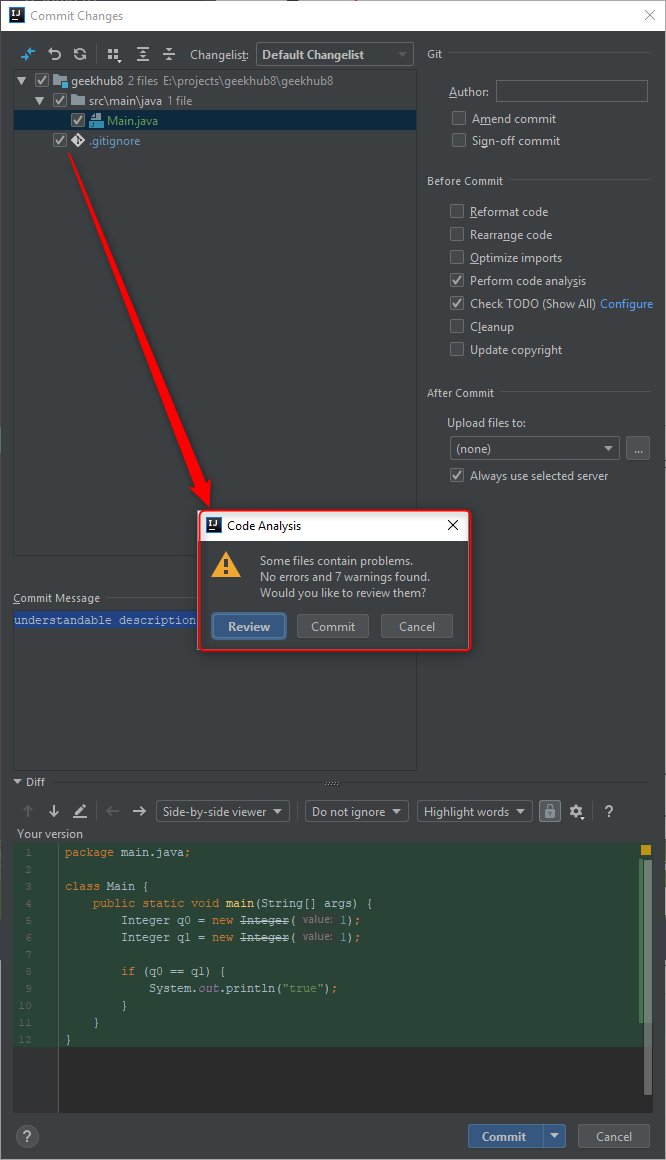 Commit Changes
Changelist: Default Changelist
geekhub8 2 files E:\projects\geekhub8\geekhub8
src\main\java 1 file
Main.java
.gitignore
Git
Author:
Amend commit
Sign-off commit
Before Commit
Reformat code
Rearrange code
Optimize imports
Perform code analysis
Check TODO (Show All) Configure
Cleanup
Update copyright
After Commit
Upload files to:
(none) ...
Always use selected server
Code Analysis
Some files contain problems.
No errors and 7 warnings found.
Would you like to review them?
Review Commit Cancel
Commit Message
understandable description
Diff
Side-by-side viewer Do not ignore Highlight words ?
Your version
1 package main.java;
2
3 class Main {
4 public static void main(String[] args) {
5 Integer q0 = new Integer( value: 1);
6 Integer q1 = new Integer( value: 1);
7
8 if (q0 == q1) {
9 System.out.println("true");
10 }
11 }
12 }
? Commit Cancel